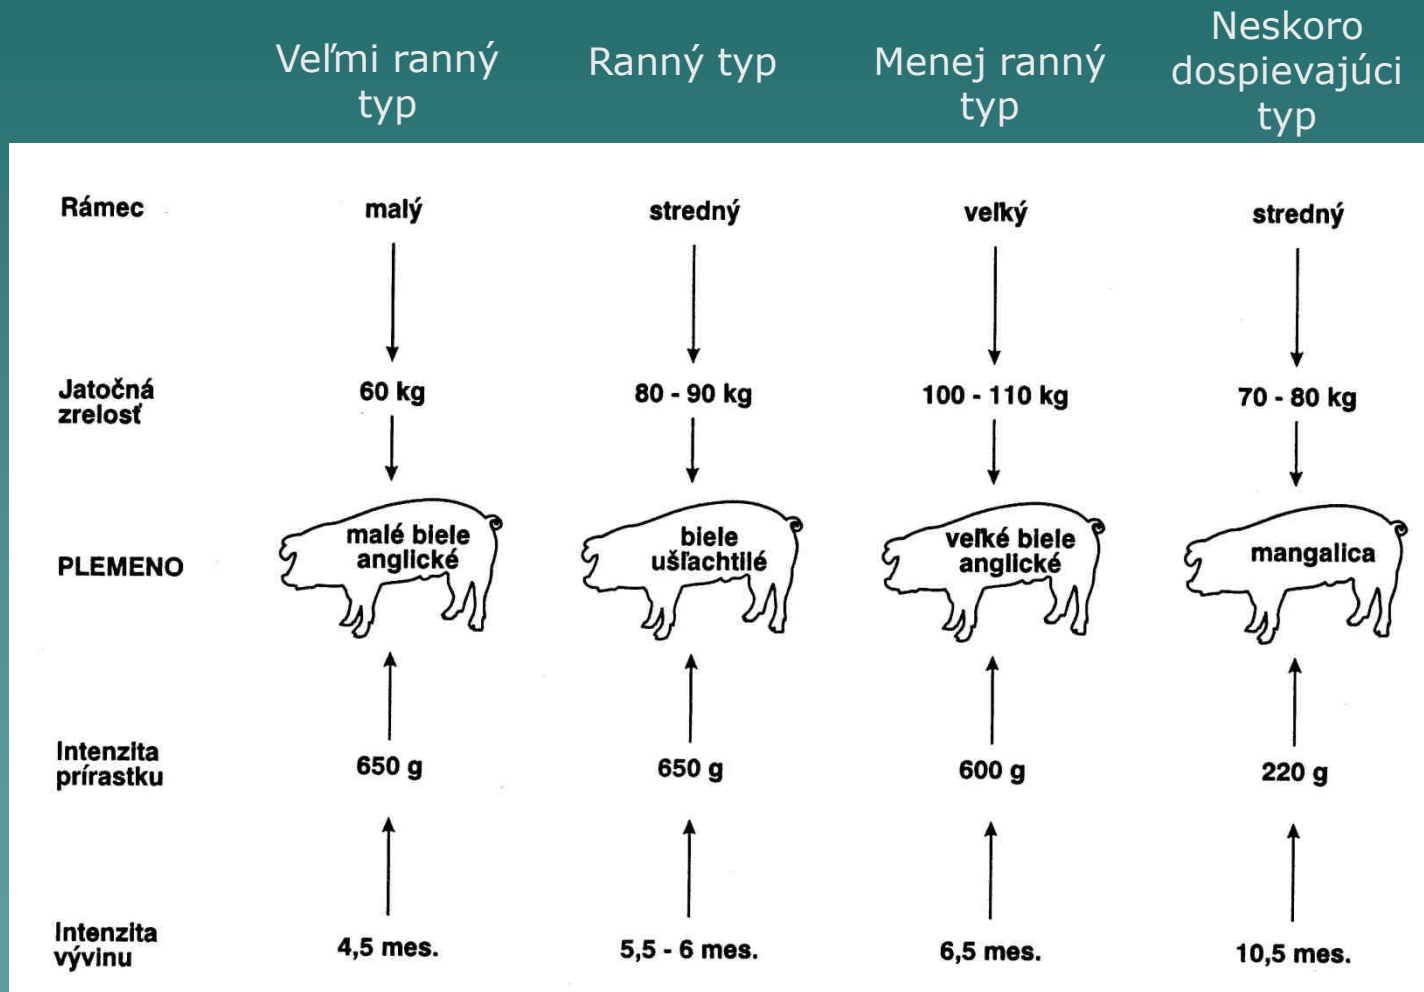 Veľmi ranný
typ
Ranný typ
Menej ranný
typ
Neskoro
dospievajúci
typ
Rámec
malý
stredný
veľký
stredný
Jatočná
zrelosť
60 kg
80 - 90 kg
100 - 110 kg
70 - 80 kg
PLEMENO
malé biele
anglické
biele
ušľachtilé
veľké biele
anglické
mangalica
Intenzita
prírastku
650 g
650 g
600 g
220 g
Intenzita
vývinu
4,5 mes.
5,5 - 6 mes.
6,5 mes.
10,5 mes.